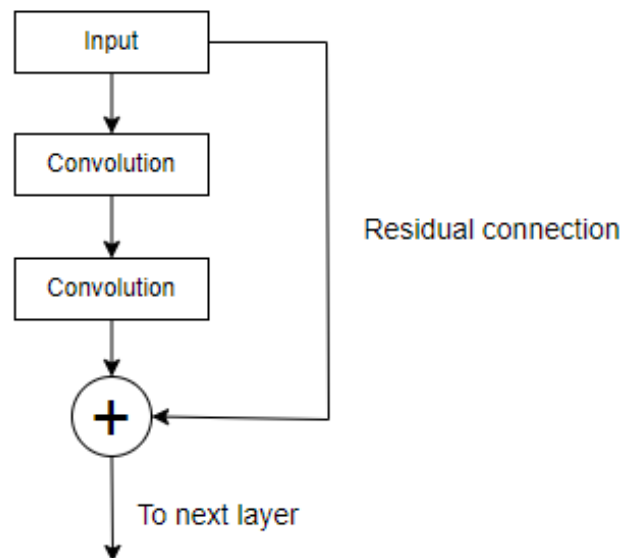 Input
Convolution
Residual connection
Convolution
+
To next layer